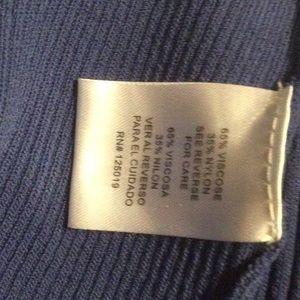 65% VISCOSE
35% NYLON
SEE REVERSE
FOR CARE
65% VISCOSA
35% NILON
VER AL REVERSO
PARA EL CUIDADO
RN# 125019